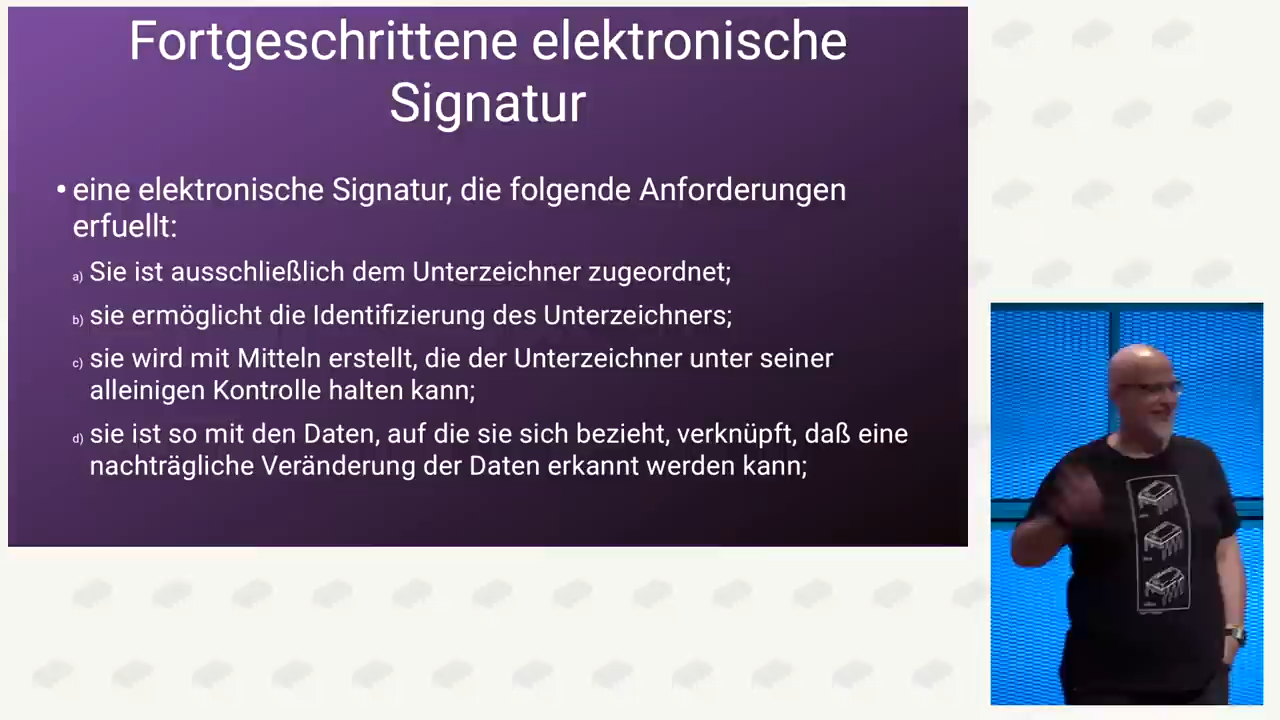 Fortgeschrittene elektronische
Signatur
• eine elektronische Signatur, die folgende Anforderungen
erfuellt:
a) Sie ist ausschließlich dem Unterzeichner zugeordnet;
b) sie ermöglicht die Identifizierung des Unterzeichners;
c) sie wird mit Mitteln erstellt, die der Unterzeichner unter seiner
alleinigen Kontrolle halten kann;
d) sie ist so mit den Daten, auf die sie sich bezieht, verknüpft, daß eine
nachträgliche Veränderung der Daten erkannt werden kann;